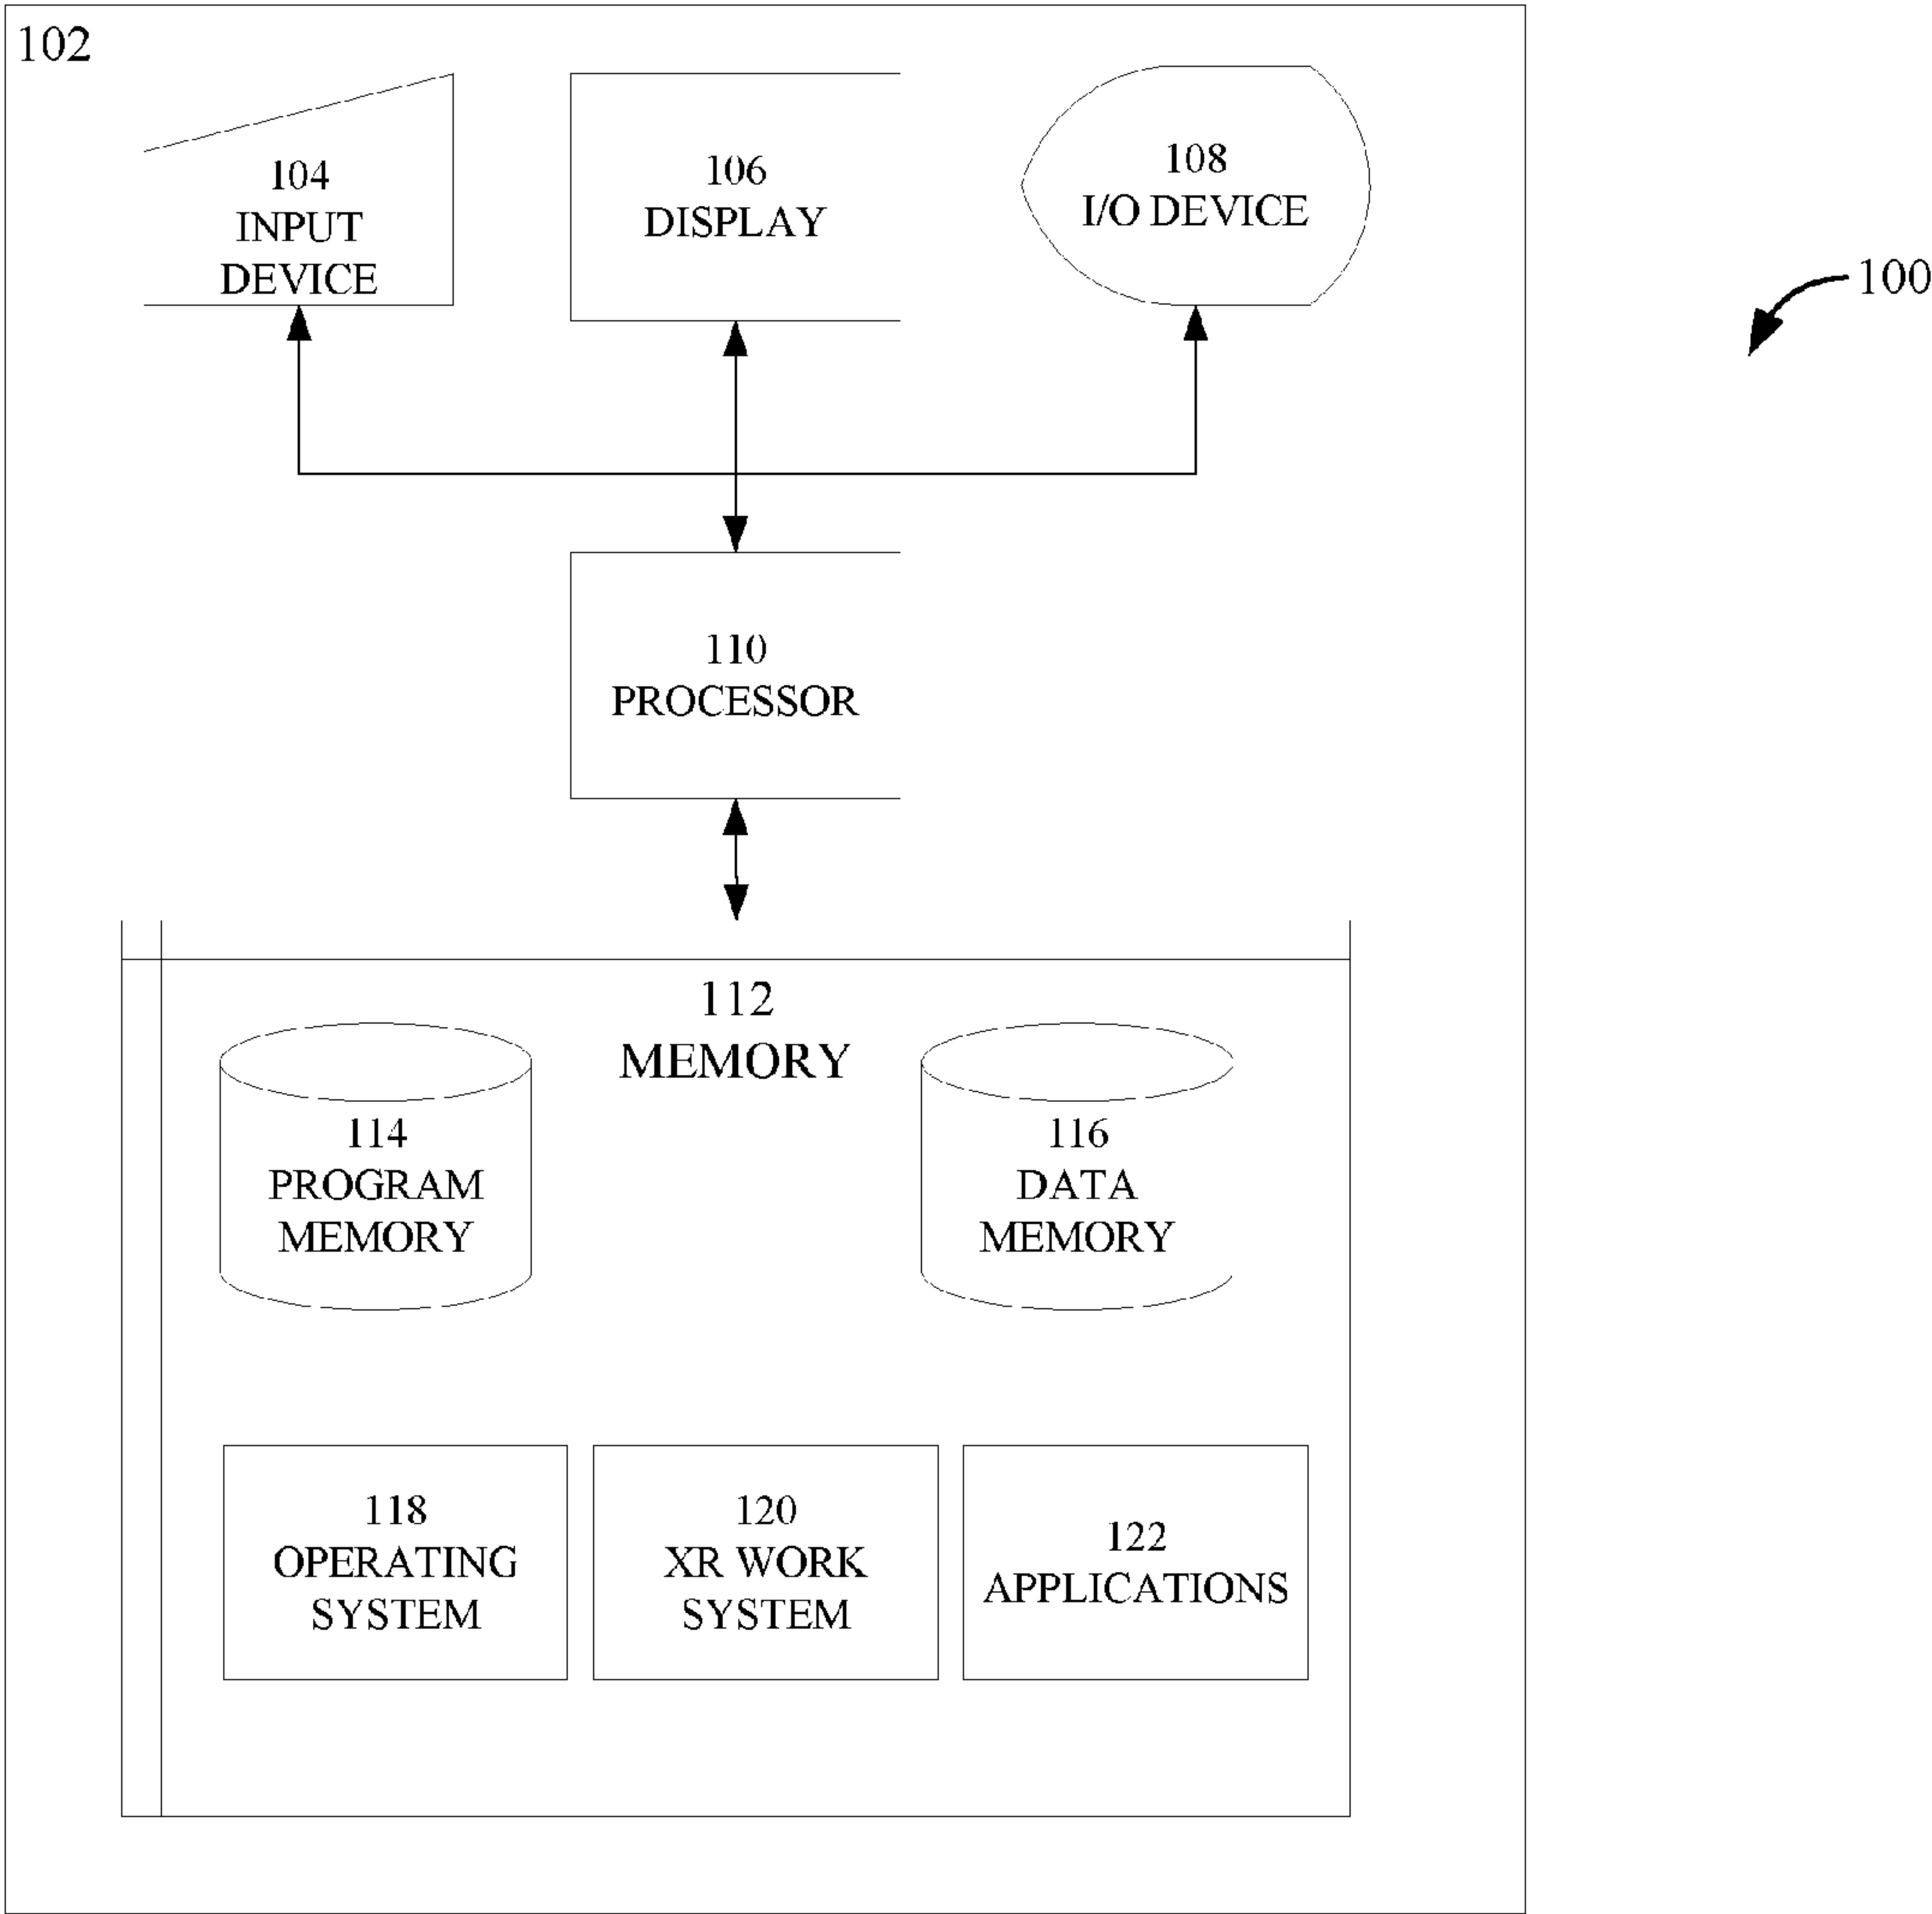 102
104
INPUT
DEVICE
106
DISPLAY
108
I/O DEVICE
100
110
PROCESSOR
112
MEMORY
114
PROGRAM
MEMORY
116
DATA
MEMORY
118
OPERATING
SYSTEM
120
XR WORK
SYSTEM
122
APPLICATIONS